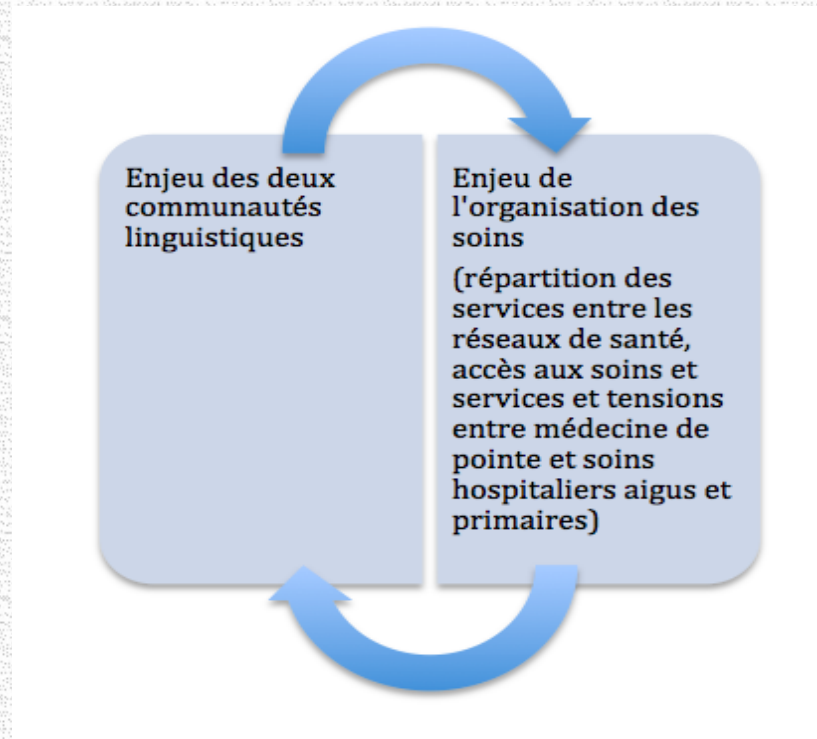 Enjeu des deux
communautés
linguistiques
Enjeu de
l'organisation des
soins
(répartition des
services entre les
réseaux de santé,
accès aux soins et
services et tensions
entre médecine de
pointe et soins
hospitaliers aigus et
primaires)